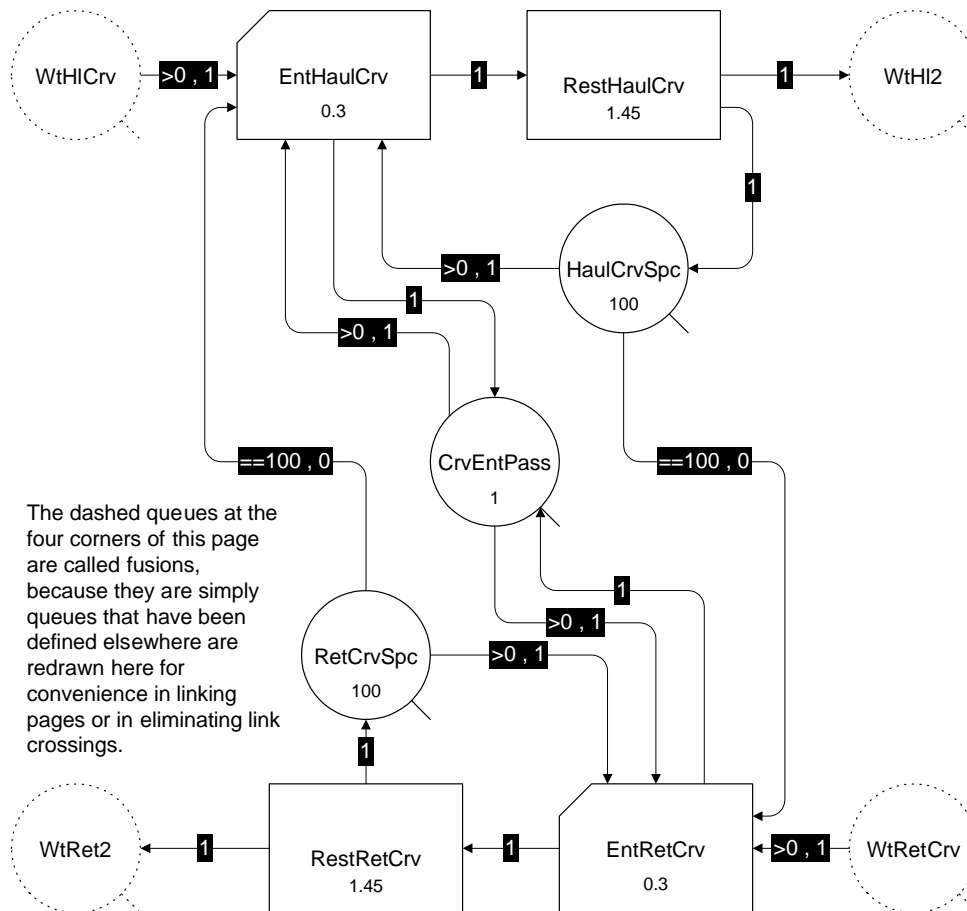 WtHlCrv
>0 , 1
EntHaulCrv
0.3
1
RestHaulCrv
1.45
1
WtHl2
1
HaulCrvSpc
100
>0 , 1
1
>0 , 1
CrvEntPass
1
==100 , 0
==100 , 0
The dashed queues at the
four corners of this page
are called fusions,
because they are simply
queues that have been
defined elsewhere are
redrawn here for
convenience in linking
pages or in eliminating link
crossings.
1
>0 , 1
RetCrvSpc
100
>0 , 1
1
WtRet2
1
RestRetCrv
1.45
1
EntRetCrv
0.3
>0 , 1
WtRetCrv